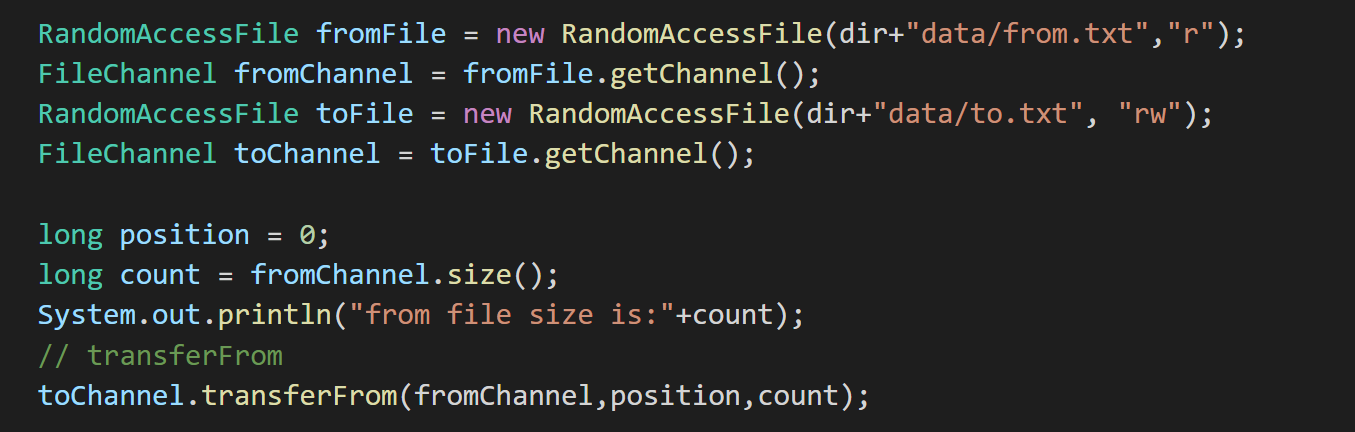 RandomAccessFile fromFile = new RandomAccessFile(dir+"data/from.txt","r");
FileChannel fromChannel = fromFile.getChannel();
RandomAccessFile toFile = new RandomAccessFile(dir+"data/to.txt", "rw");
FileChannel toChannel = toFile.getChannel();
long position = 0;
long count = fromChannel.size();
System.out.println("from file size is:"+count);
// transferFrom
toChannel.transferFrom(fromChannel,position,count);